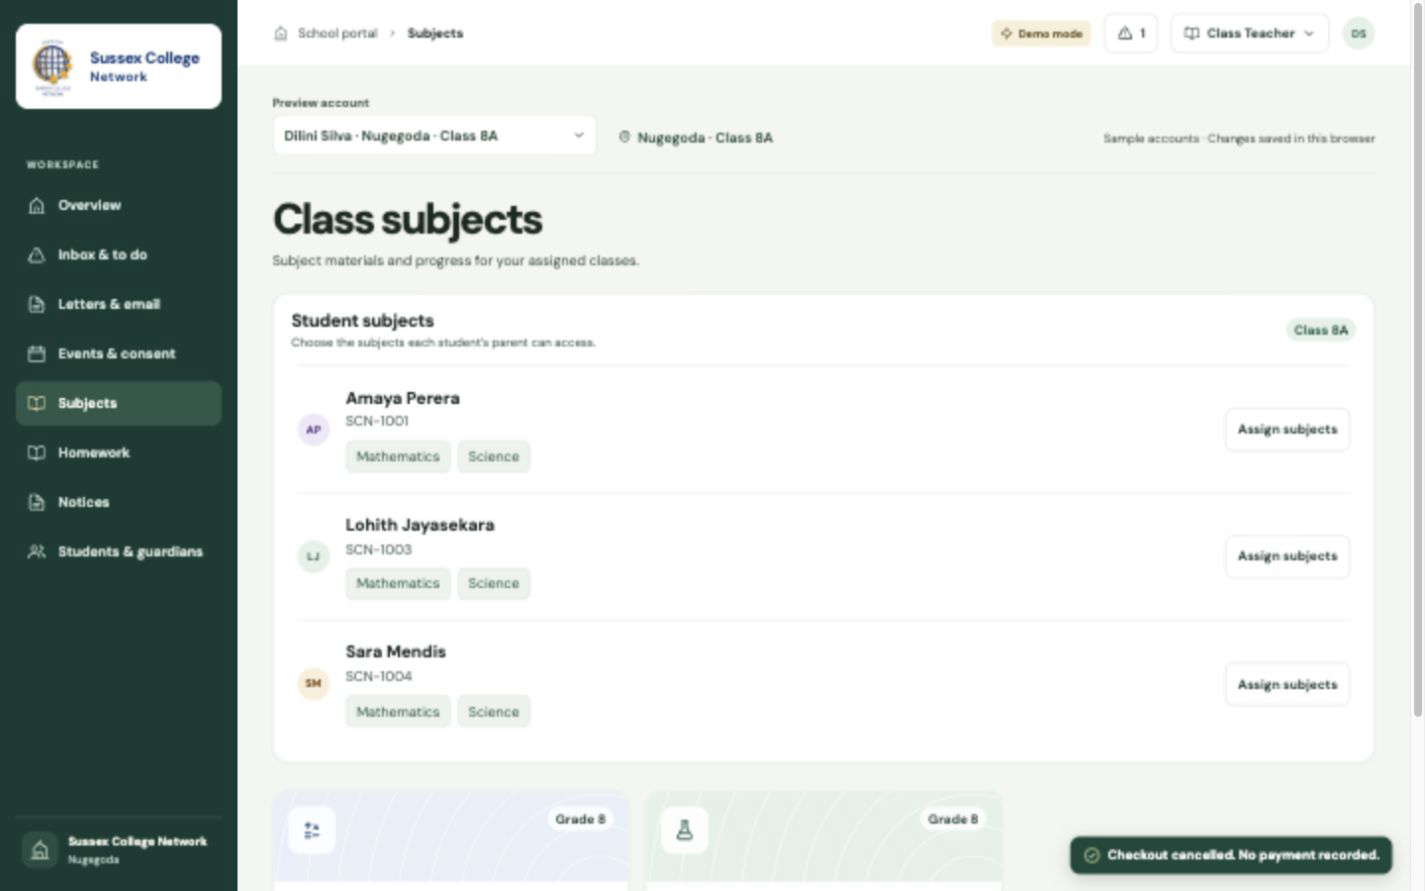 Sussex College
Network
WORKSPACE
Overview
Inbox & to do
Letters & email
Events & consent
Subjects
Homework
Notices
Students & guardians
Sussex College Network
Nugegoda
School portal > Subjects
Demo mode
1
Class Teacher
DS
Preview account
Dilini Silva · Nugegoda · Class 8A
Nugegoda · Class 8A
Sample accounts · Changes saved in this browser
Class subjects
Subject materials and progress for your assigned classes.
Student subjects
Choose the subjects each student's parent can access.
Class 8A
AP
Amaya Perera
SCN-1001
Mathematics Science
Assign subjects
LJ
Lohith Jayasekara
SCN-1003
Mathematics Science
Assign subjects
SM
Sara Mendis
SCN-1004
Mathematics Science
Assign subjects
Grade 8
Grade 8
Checkout cancelled. No payment recorded.